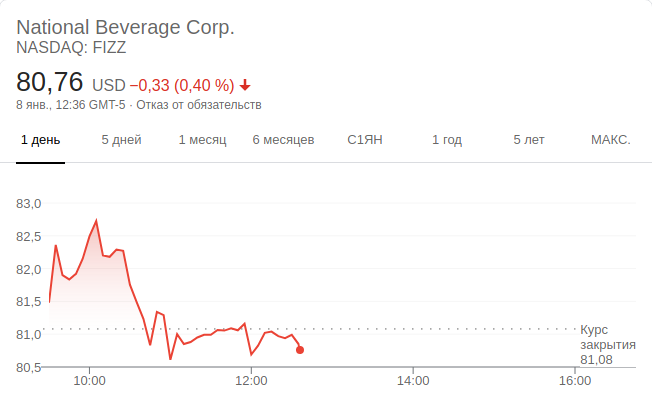 National Beverage Corp.
NASDAQ: FIZZ
80,76 USD −0,33 (0,40 %)
8 янв., 12:36 GMT-5 · Отказ от обязательств
1 день 5 дней 1 месяц 6 месяцев С1ЯН 1 год 5 лет МАКС.
83,0
82,5
82,0
81,5
81,0
80,5
Курс
закрытия
81,08
10:00 12:00 14:00 16:00